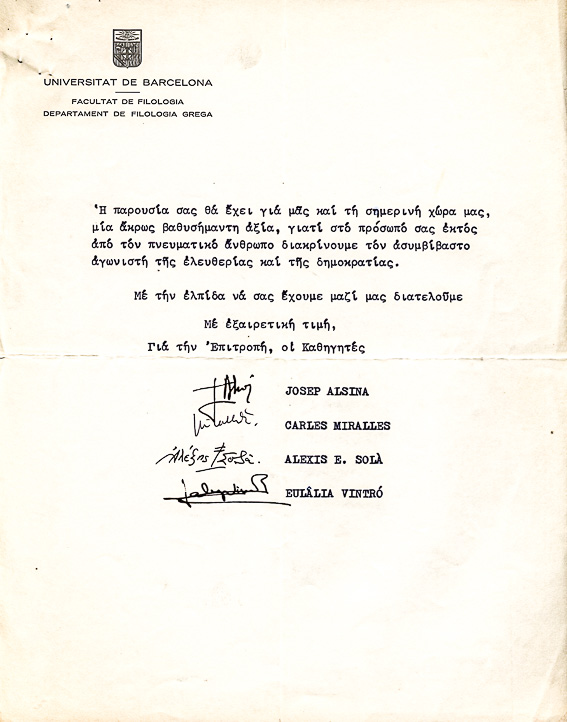 UNIVERSITAT DE BARCELONA
FACULTAT DE FILOLOGIA
DEPARTAMENT DE FILOLOGIA GREGA
Ἡ παρουσία σας θά ἔχει γιά μᾶς καί τή σημερινή χώρα μας,
μία ἄκρως βαθυσήμαντη ἀξία, γιατί στό πρόσωπό σας ἐκτός
ἀπό τόν πνευματικό ἄνθρωπο διακρίνουμε τόν ἀσυμβίβαστο
ἀγωνιστή τῆς ἐλευθερίας καί τῆς δημοκρατίας.
Μέ τήν ἐλπίδα νά σας ἔχουμε μαζί μας διατελοῦμε
Μέ ἐξαιρετική τιμή,
Γιά τήν Ἐπιτροπή, οἱ Καθηγητές
JOSEP ALSINA
CARLES MIRALLES
Ἀλέξης JOSEP ALEXIS E. SOLÀ
EULÂLIA VINTRÓ